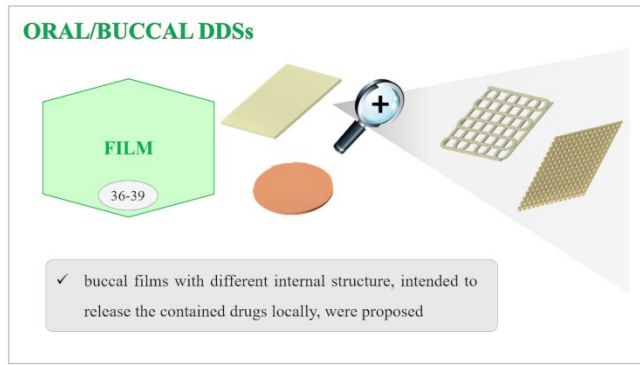 ORAL/BUCCAL DDSs
FILM
36-39
✓ buccal films with different internal structure, intended to
release the contained drugs locally, were proposed